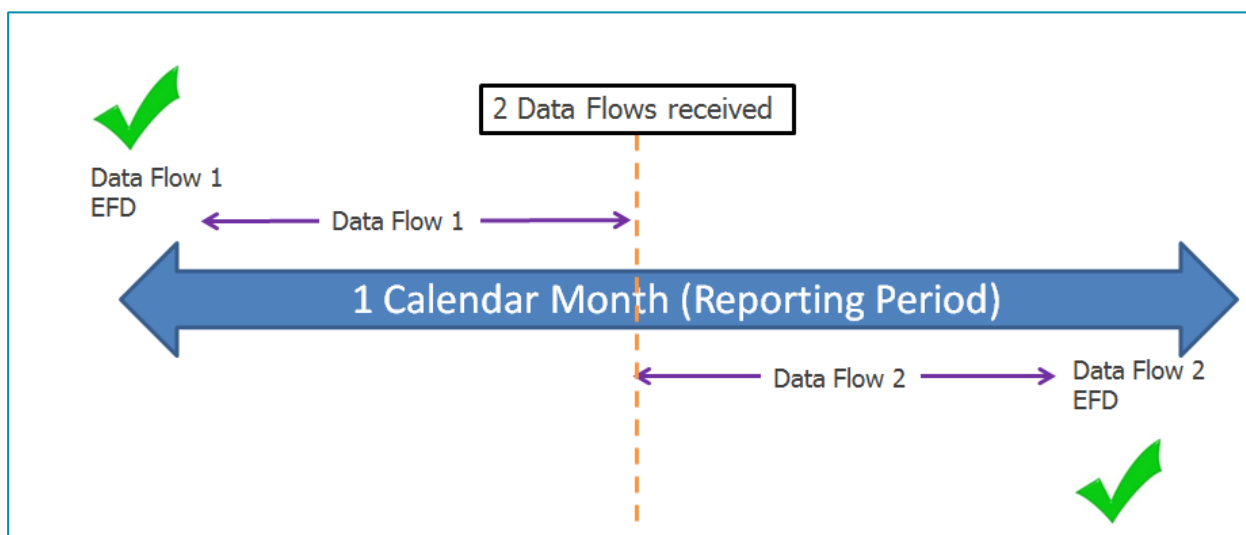 2 Data Flows received
Data Flow 1
EFD
Data Flow 1
1 Calendar Month (Reporting Period)
Data Flow 2
Data Flow 2
EFD